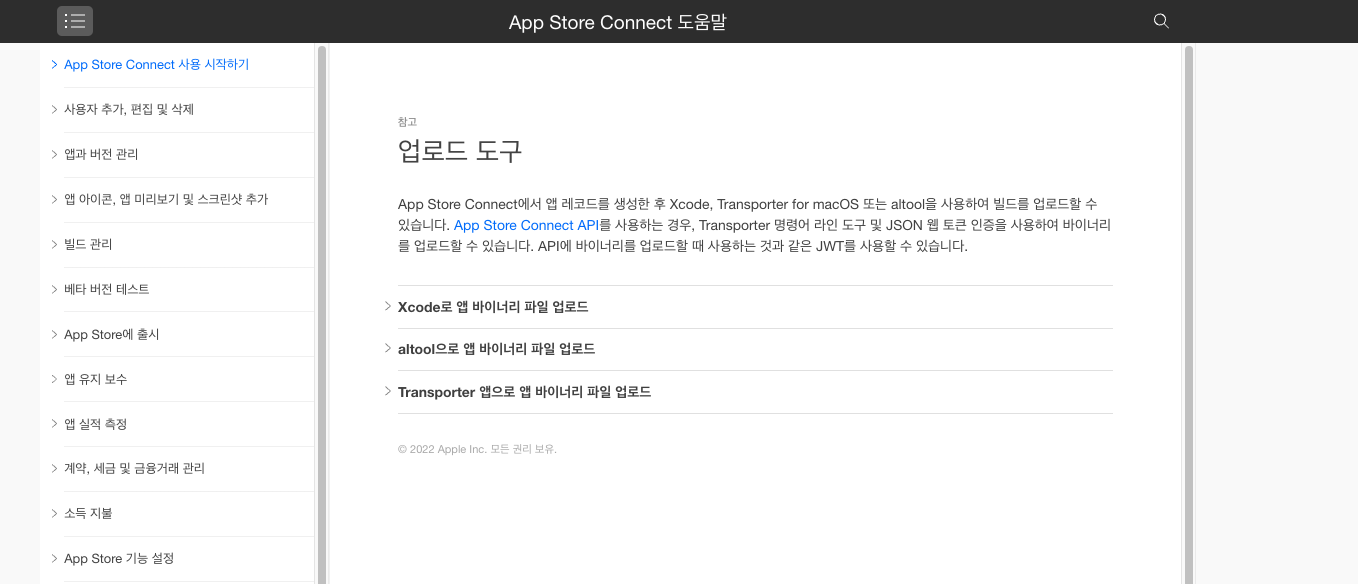 App Store Connect 도움말
App Store Connect 사용 시작하기
사용자 추가, 편집 및 삭제
앱과 버전 관리
앱 아이콘, 앱 미리보기 및 스크린샷 추가
빌드 관리
베타 버전 테스트
App Store에 출시
앱 유지 보수
앱 실적 측정
계약, 세금 및 금융거래 관리
소득 지불
App Store 기능 설정
참고
업로드 도구
App Store Connect에서 앱 레코드를 생성한 후 Xcode, Transporter for macOS 또는 altool을 사용하여 빌드를 업로드할 수
있습니다. App Store Connect API를 사용하는 경우, Transporter 명령어 라인 도구 및 JSON 웹 토큰 인증을 사용하여 바이너리
를 업로드할 수 있습니다. API에 바이너리를 업로드할 때 사용하는 것과 같은 JWT를 사용할 수 있습니다.
Xcode로 앱 바이너리 파일 업로드
altool으로 앱 바이너리 파일 업로드
Transporter 앱으로 앱 바이너리 파일 업로드
© 2022 Apple Inc. 모든 권리 보유.